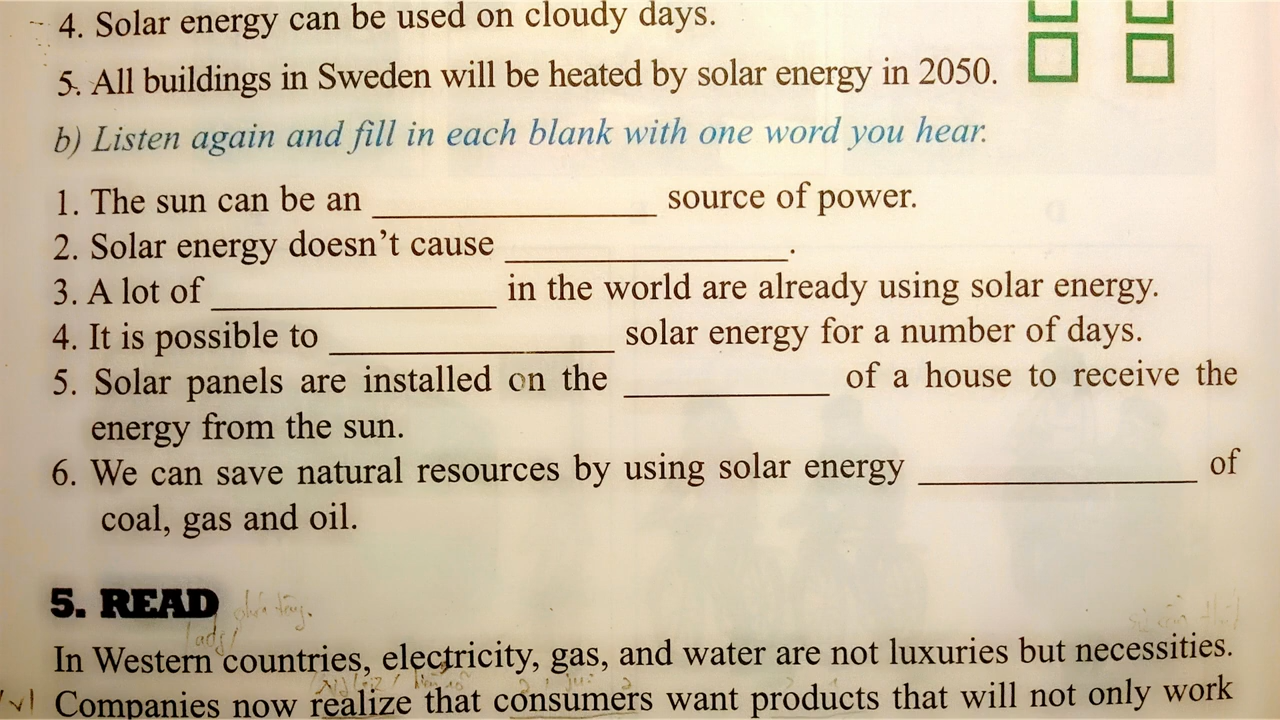 4. Solar energy can be used on cloudy days.
5. All buildings in Sweden will be heated by solar energy in 2050.
b) Listen again and fill in each blank with one word you hear.
1. The sun can be an ______________ source of power.
2. Solar energy doesn't cause ______________.
3. A lot of ______________ in the world are already using solar energy.
4. It is possible to ______________ solar energy for a number of days.
5. Solar panels are installed on the __________ of a house to receive the
energy from the sun.
6. We can save natural resources by using solar energy ______________ of
coal, gas and oil.
5. READ
In Western countries, electricity, gas, and water are not luxuries but necessities.
Companies now realize that consumers want products that will not only work